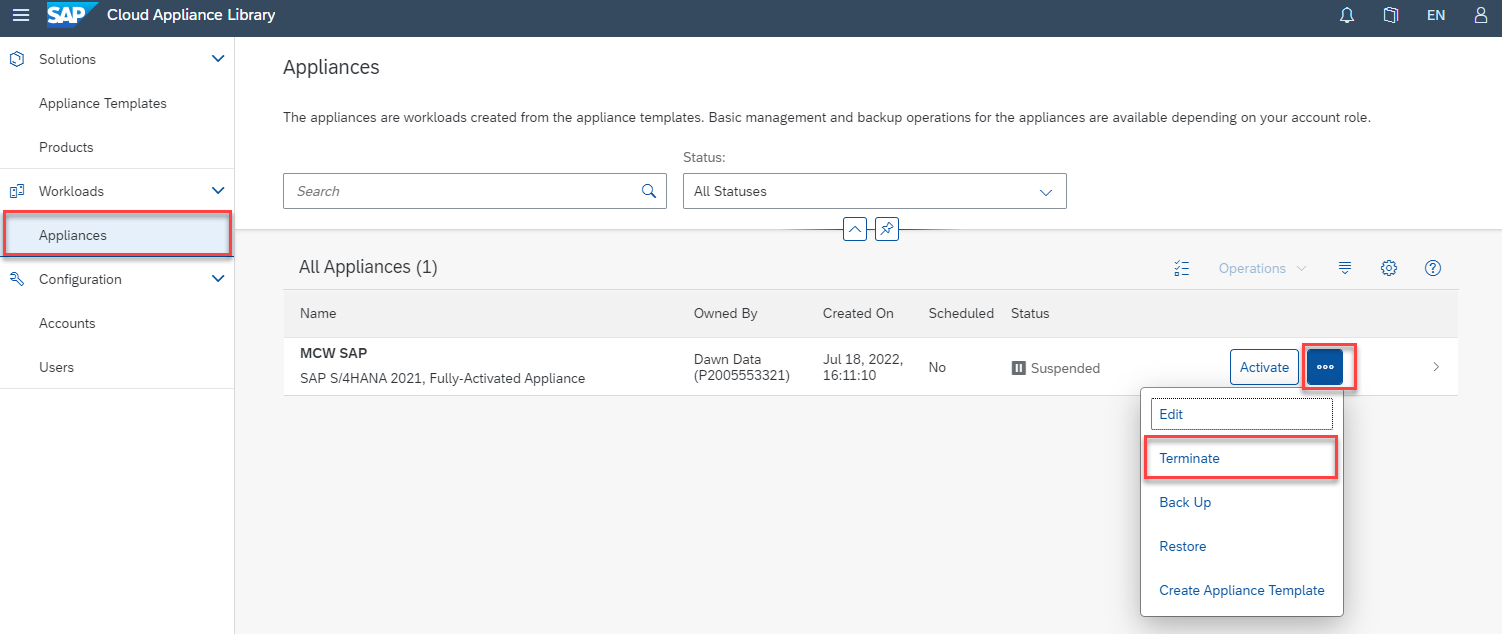 SAP Cloud Appliance Library
EN
Solutions
Appliance Templates
Products
Workloads
Appliances
Configuration
Accounts
Users
Appliances
The appliances are workloads created from the appliance templates. Basic management and backup operations for the appliances are available depending on your account role.
Status:
Search
All Statuses
All Appliances (1)
Operations
Name Owned By Created On Scheduled Status
MCW SAP
SAP S/4HANA 2021, Fully-Activated Appliance
Dawn Data
(P2005553321)
Jul 18, 2022,
16:11:10
No
Suspended
Activate
Edit
Terminate
Back Up
Restore
Create Appliance Template